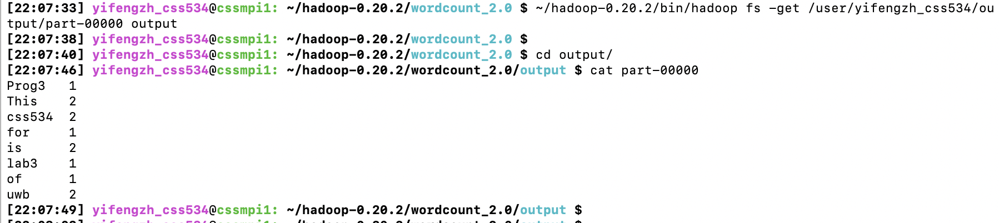 [22:07:33] yifengzh_css534@cssmpi1: ~/hadoop-0.20.2/wordcount_2.0 $ ~/hadoop-0.20.2/bin/hadoop fs -get /user/yifengzh_css534/ou
tput/part-00000 output
[22:07:38] yifengzh_css534@cssmpi1: ~/hadoop-0.20.2/wordcount_2.0 $
[22:07:40] yifengzh_css534@cssmpi1: ~/hadoop-0.20.2/wordcount_2.0 $ cd output/
[22:07:46] yifengzh_css534@cssmpi1: ~/hadoop-0.20.2/wordcount_2.0/output $ cat part-00000
Prog3	1
This	2
css534	2
for	1
is	2
lab3	1
of	1
uwb	2
[22:07:49] yifengzh_css534@cssmpi1: ~/hadoop-0.20.2/wordcount_2.0/output $